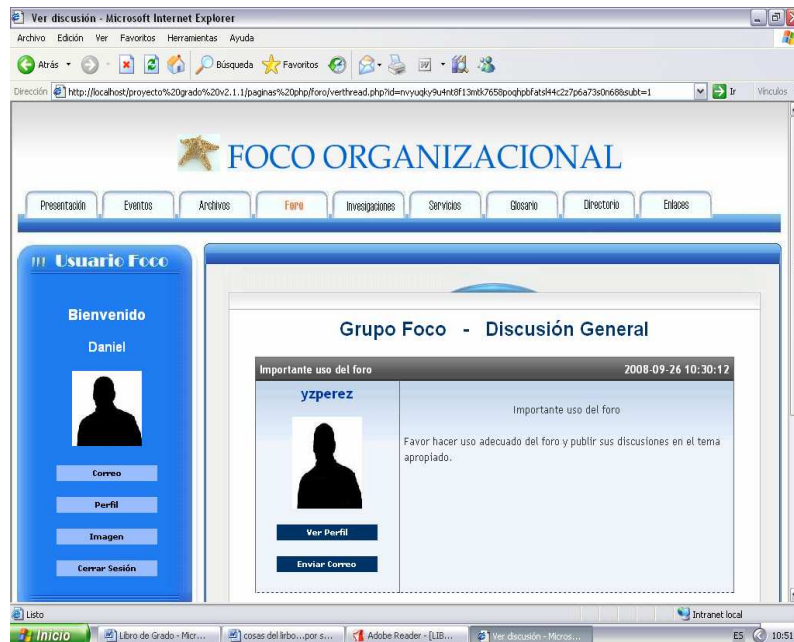 Ver discusión - Microsoft Internet Explorer
Archivo Edición Ver Favoritos Herramientas Ayuda
Atrás Búsqueda Favoritos
Dirección http://localhost/proyecto%20grado%20v2.1.1/paginas%20php/foro/verthread.php?id= Ir Vínculos
FOCO ORGANIZACIONAL
Presentación Eventos Archivos Foro Invesigaciones Servicios Glosario Directorio Enlaces
Usuario Foco
Bienvenido
Daniel
Correo
Perfil
Imagen
Cerrar Sesión
Grupo Foco - Discusión General
Importante uso del foro 2008-09-26 10:30:12
yzperez
Ver Perfil
Enviar Correo
Importante uso del foro
Favor hacer uso adecuado del foro y publir sus discusiones en el tema
apropiado.
Listo Intranet local
Inicio Libro de Grado - Micr... cosas del lirbo...por s... Adobe Reader - [LIB... Ver discusión - Micros... ES 10:5